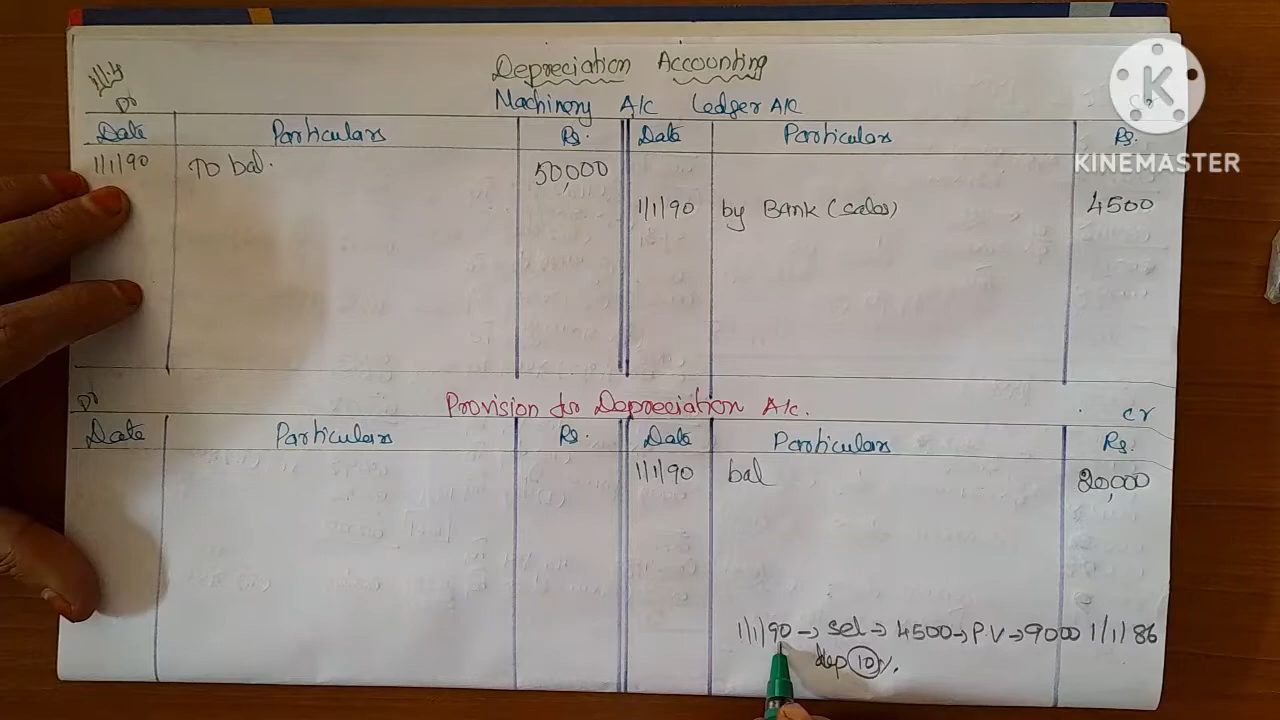 Depreciation Accounting
Machinery A/c Ledger A/c
Dr
Date Particulars Rs. Date Particulars Rs.
KINEMASTER
1/1/90 To bal. 50,000
1/1/90 by Bank (sales) 4500
Dr Provision for Depreciation A/c. Cr
Date Particulars Rs. Date Particulars Rs.
1/1/90 bal 20,000
1/1/90 → sel → 4500 → P.V → 9000 1/1/86
dep 10%.